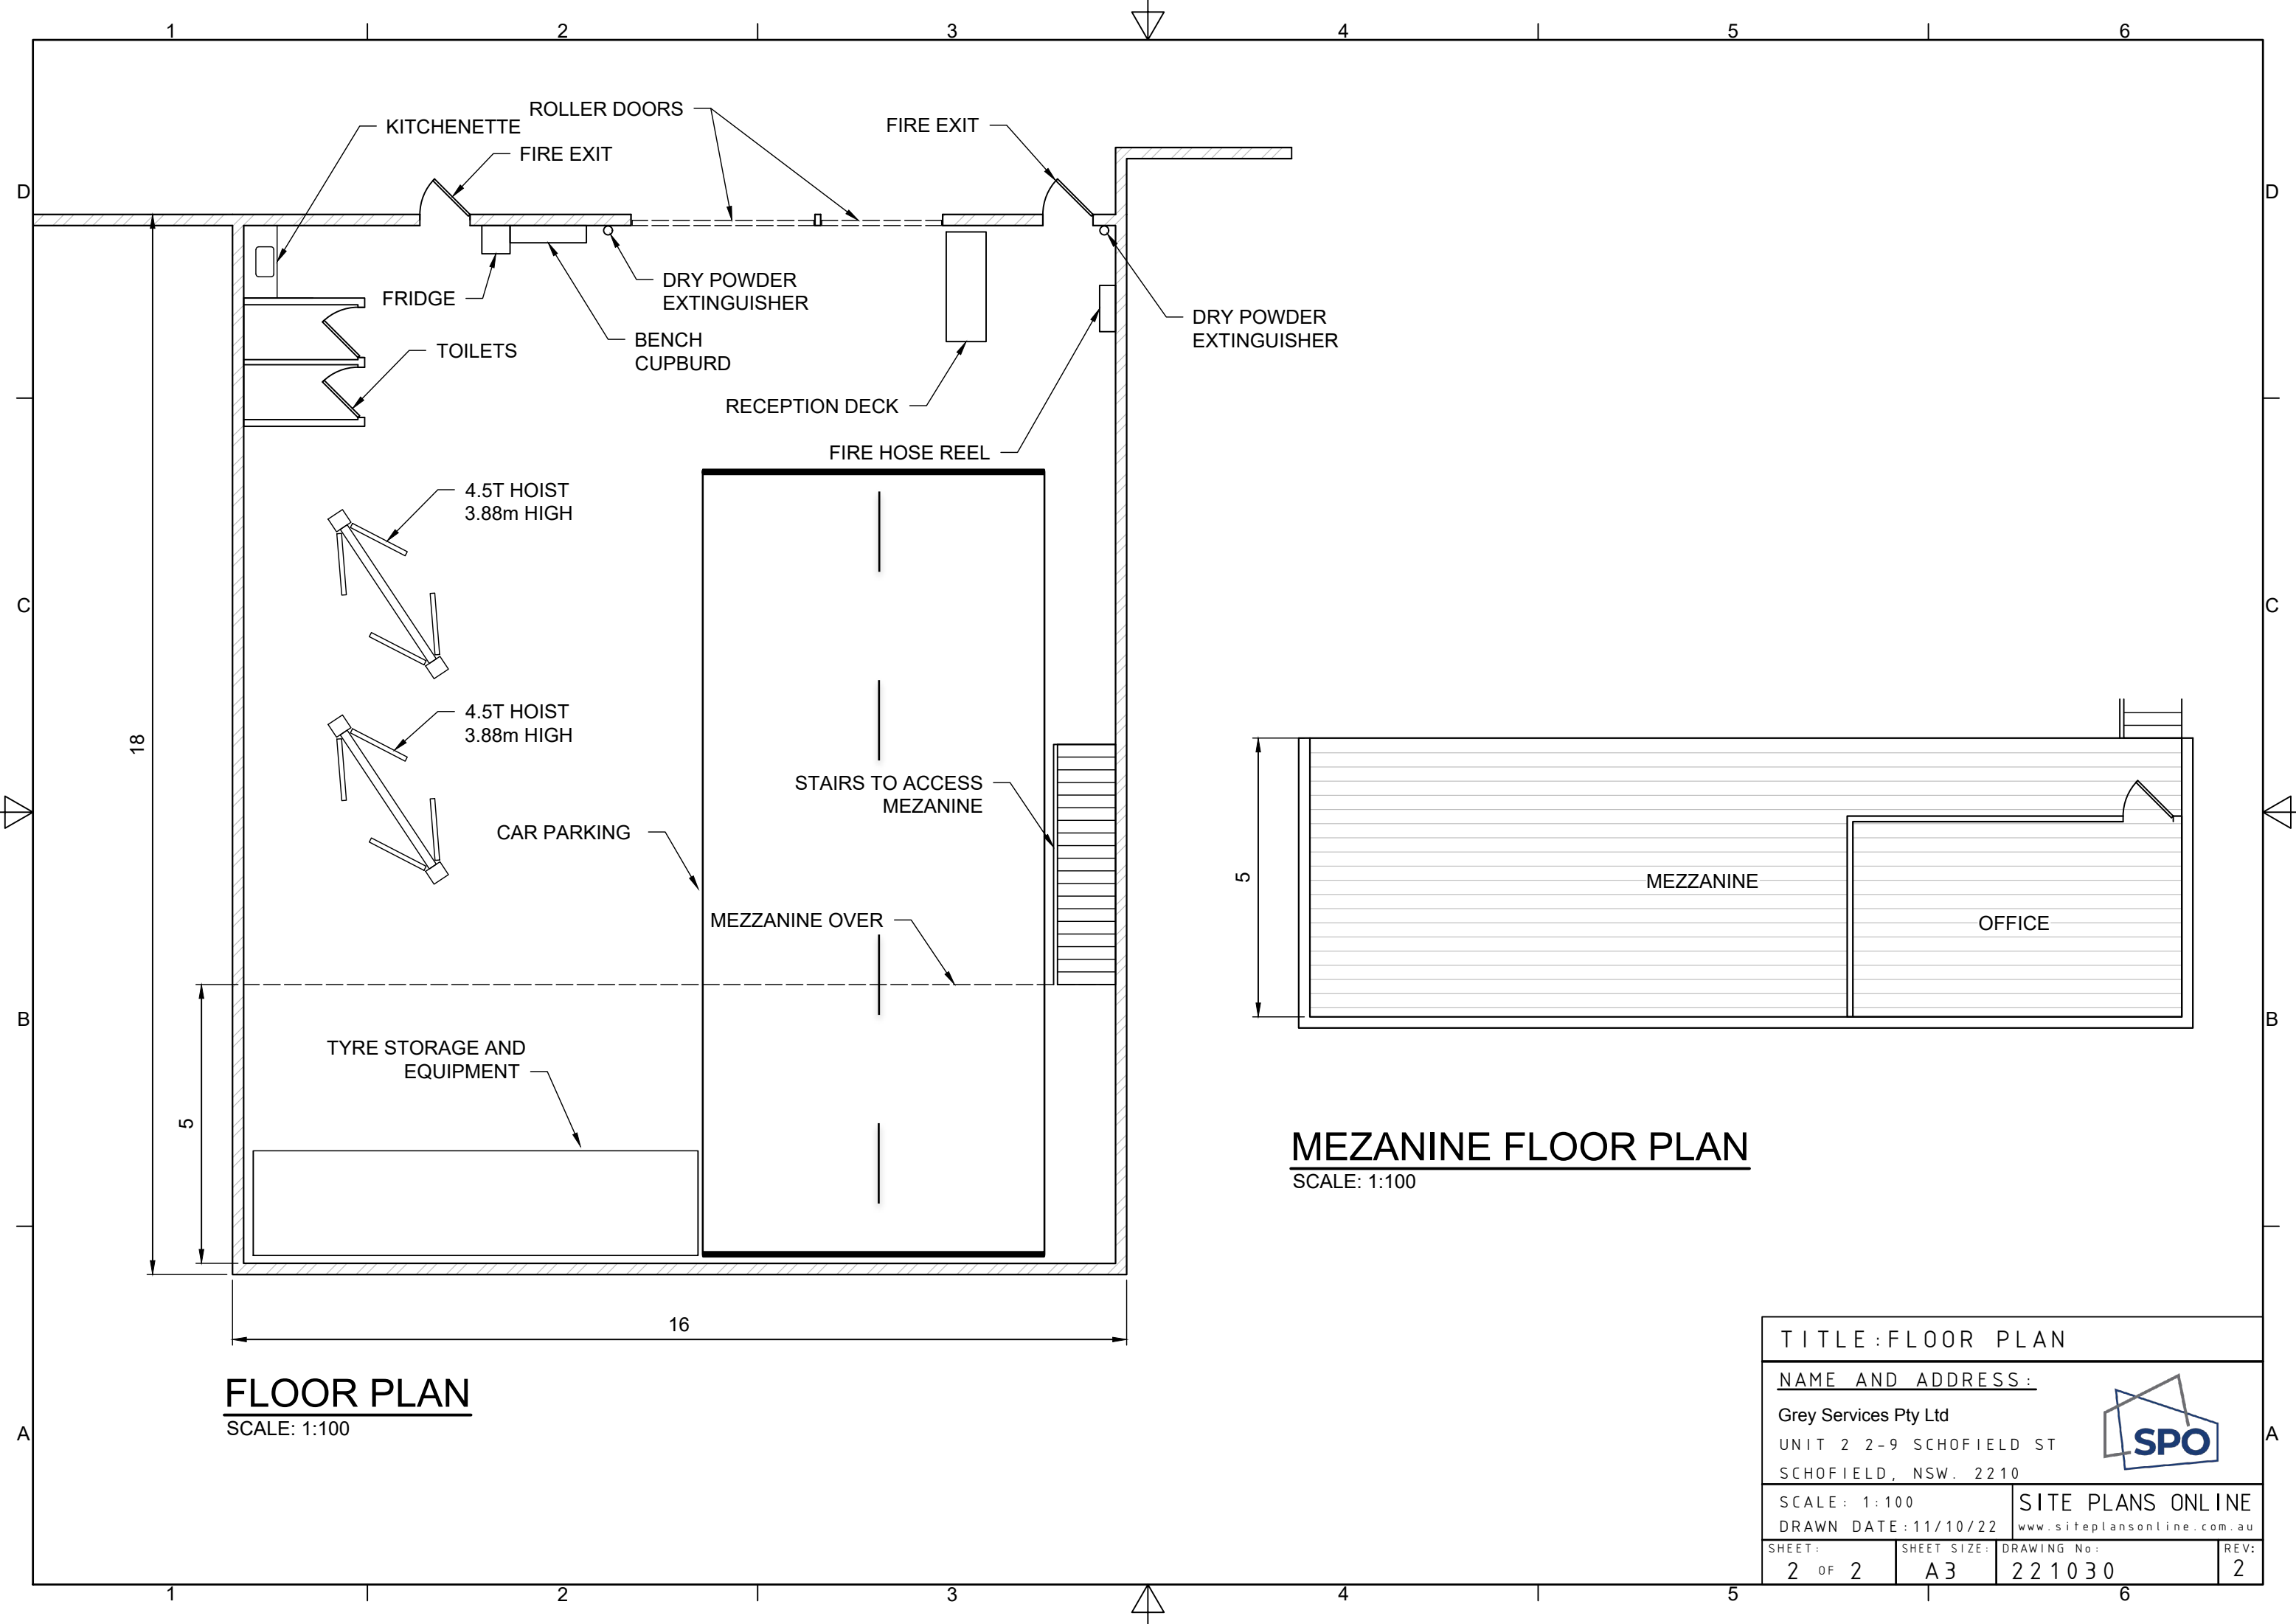 1
2
3
4
5
6
ROLLER DOORS
KITCHENETTE
FIRE EXIT
FIRE EXIT
D
D
DRY POWDER
EXTINGUISHER
FRIDGE
DRY POWDER
EXTINGUISHER
BENCH
CUPBURD
TOILETS
RECEPTION DECK
FIRE HOSE REEL
4.5T HOIST
3.88m HIGH
C
C
4.5T HOIST
3.88m HIGH
18
STAIRS TO ACCESS
MEZANINE
CAR PARKING
5
MEZZANINE
MEZZANINE OVER
OFFICE
B
B
TYRE STORAGE AND
EQUIPMENT
5
MEZANINE FLOOR PLAN
SCALE: 1:100
16
FLOOR PLAN
SCALE: 1:100
A
A
TITLE:FLOOR PLAN
NAME AND ADDRESS:
Grey Services Pty Ltd
UNIT 2 2-9 SCHOFIELD ST
SCHOFIELD, NSW. 2210
SPO
SCALE: 1:100
DRAWN DATE:11/10/22
SITE PLANS ONLINE
www.siteplansonline.com.au
SHEET:
2 OF 2
SHEET SIZE:
A3
DRAWING No:
221030
REV:
2
1
2
3
4
5
6